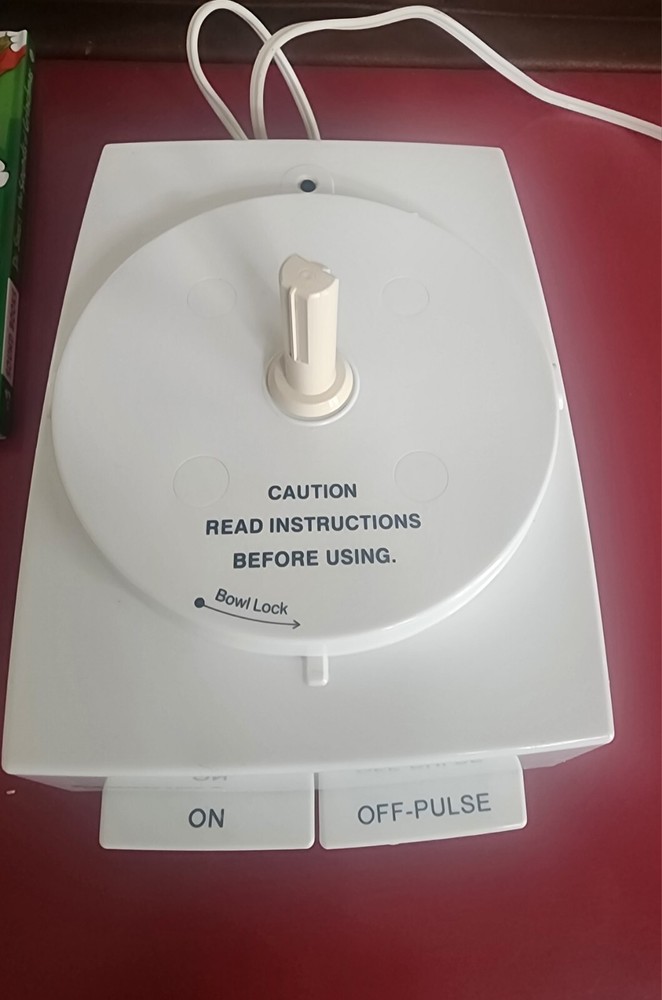 CAUTION
READ INSTRUCTIONS
BEFORE USING.
Bowl Lock
ON
OFF-PULSE